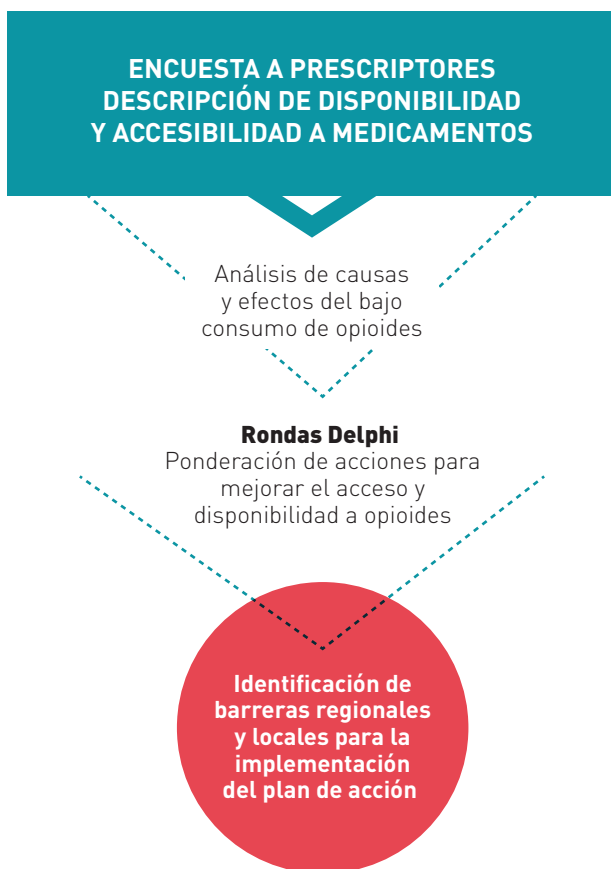 ENCUESTA A PRESCRIPTORES
DESCRIPCIÓN DE DISPONIBILIDAD
Y ACCESIBILIDAD A MEDICAMENTOS
Análisis de causas
y efectos del bajo
consumo de opioides
Rondas Delphi
Ponderación de acciones para
mejorar el acceso y
disponibilidad a opioides
Identificación de
barreras regionales
y locales para la
implementación
del plan de acción